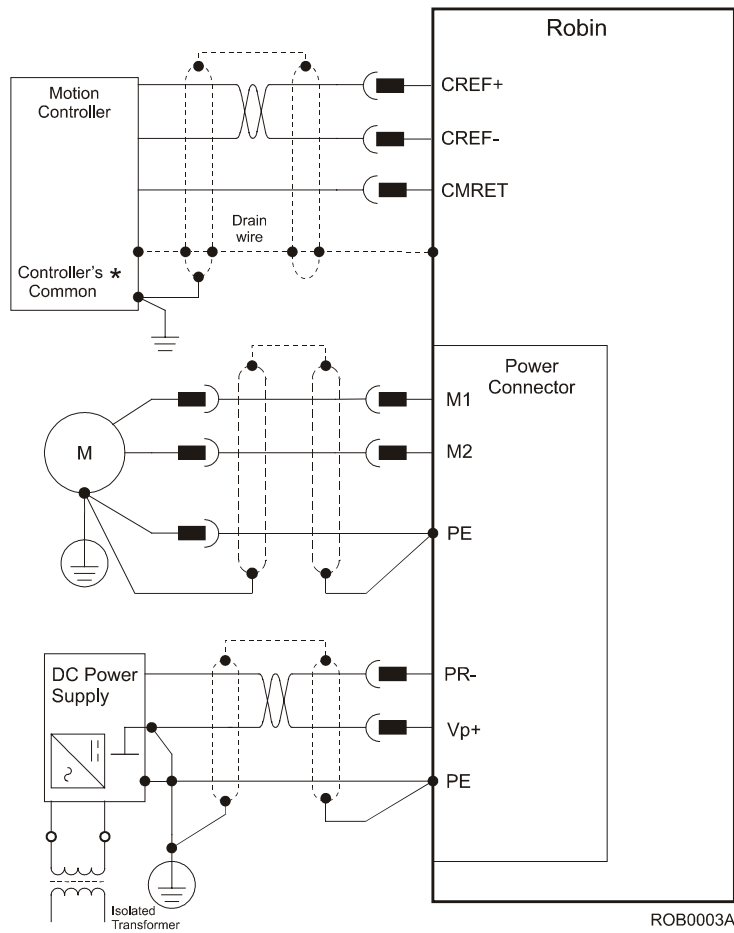 Robin
Motion
Controller
CREF+
CREF-
CMRET
Drain
wire
Controller's *
Common
Power
Connector
M1
M
M2
PE
DC Power
Supply
PR-
Vp+
PE
Isolated
Transformer
ROB0003A